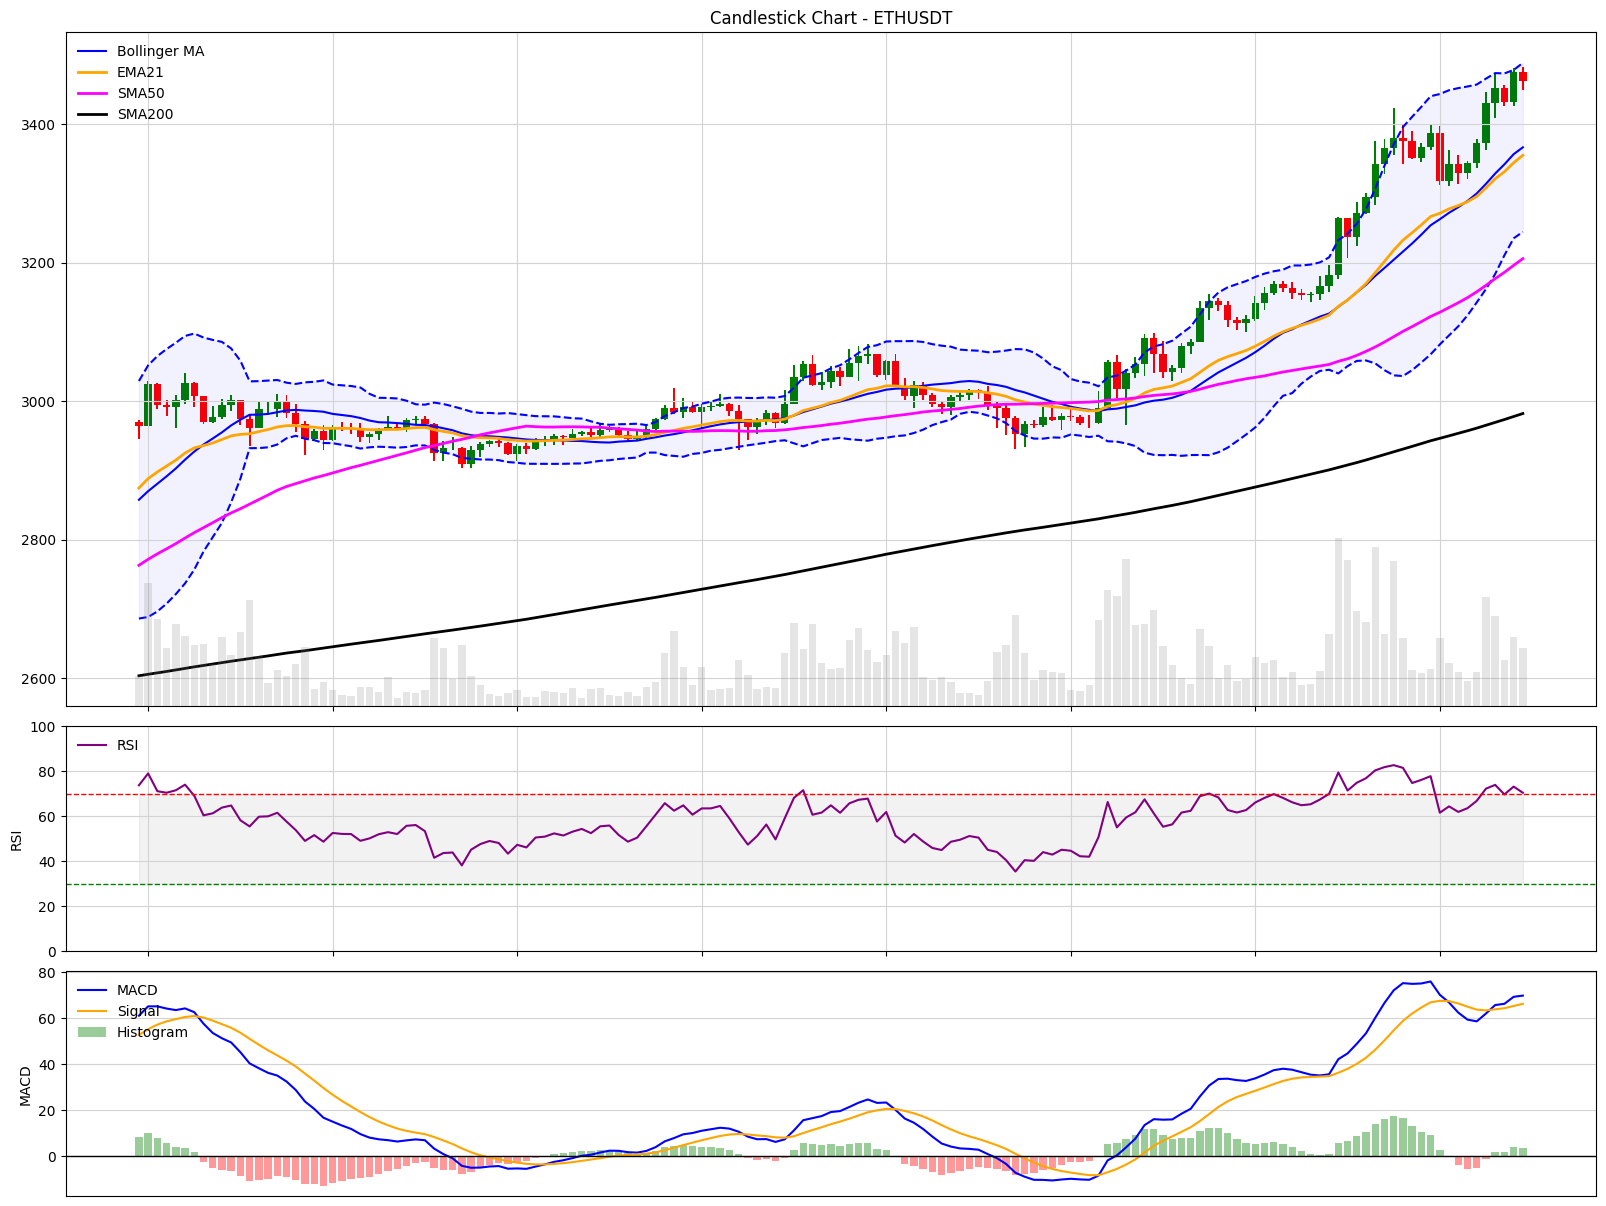 Candlestick Chart - ETHUSDT
Bollinger MA
EMA21
SMA50
SMA200
3400
3200
3000
2800
2600
100
RSI
80
60
RSI
40
20
0
80
MACD
Signal
60
Histogram
40
MACD
20
0